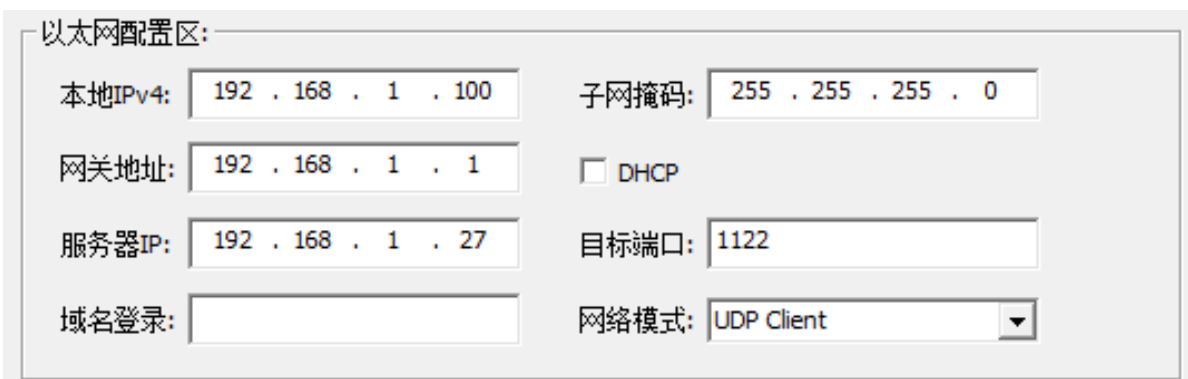 以太网配置区:
本地IPv4: 192 . 168 . 1 . 100 子网掩码: 255 . 255 . 255 . 0
网关地址: 192 . 168 . 1 . 1 DHCP
服务器IP: 192 . 168 . 1 . 27 目标端口: 1122
域名登录: 网络模式: UDP Client